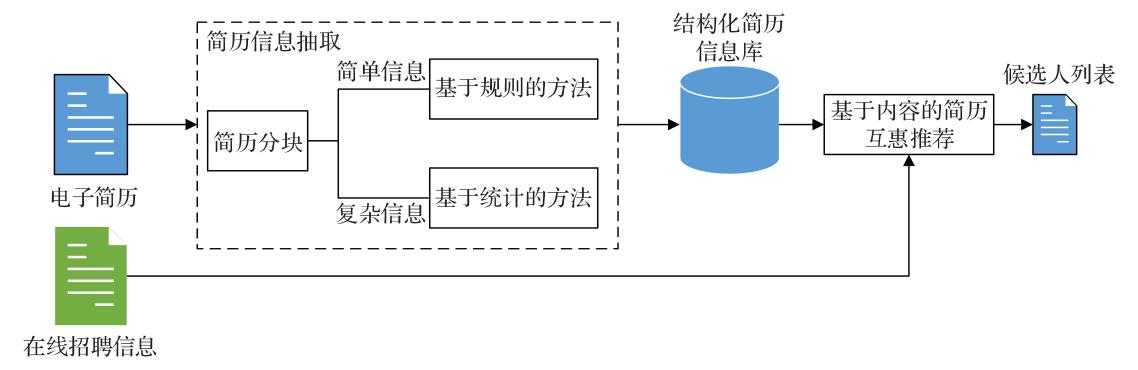 结构化简历
信息库
简历信息抽取
简单信息
基于规则的方法
候选人列表
简历分块
基于内容的简历
互惠推荐
电子简历
复杂信息
基于统计的方法
在线招聘信息